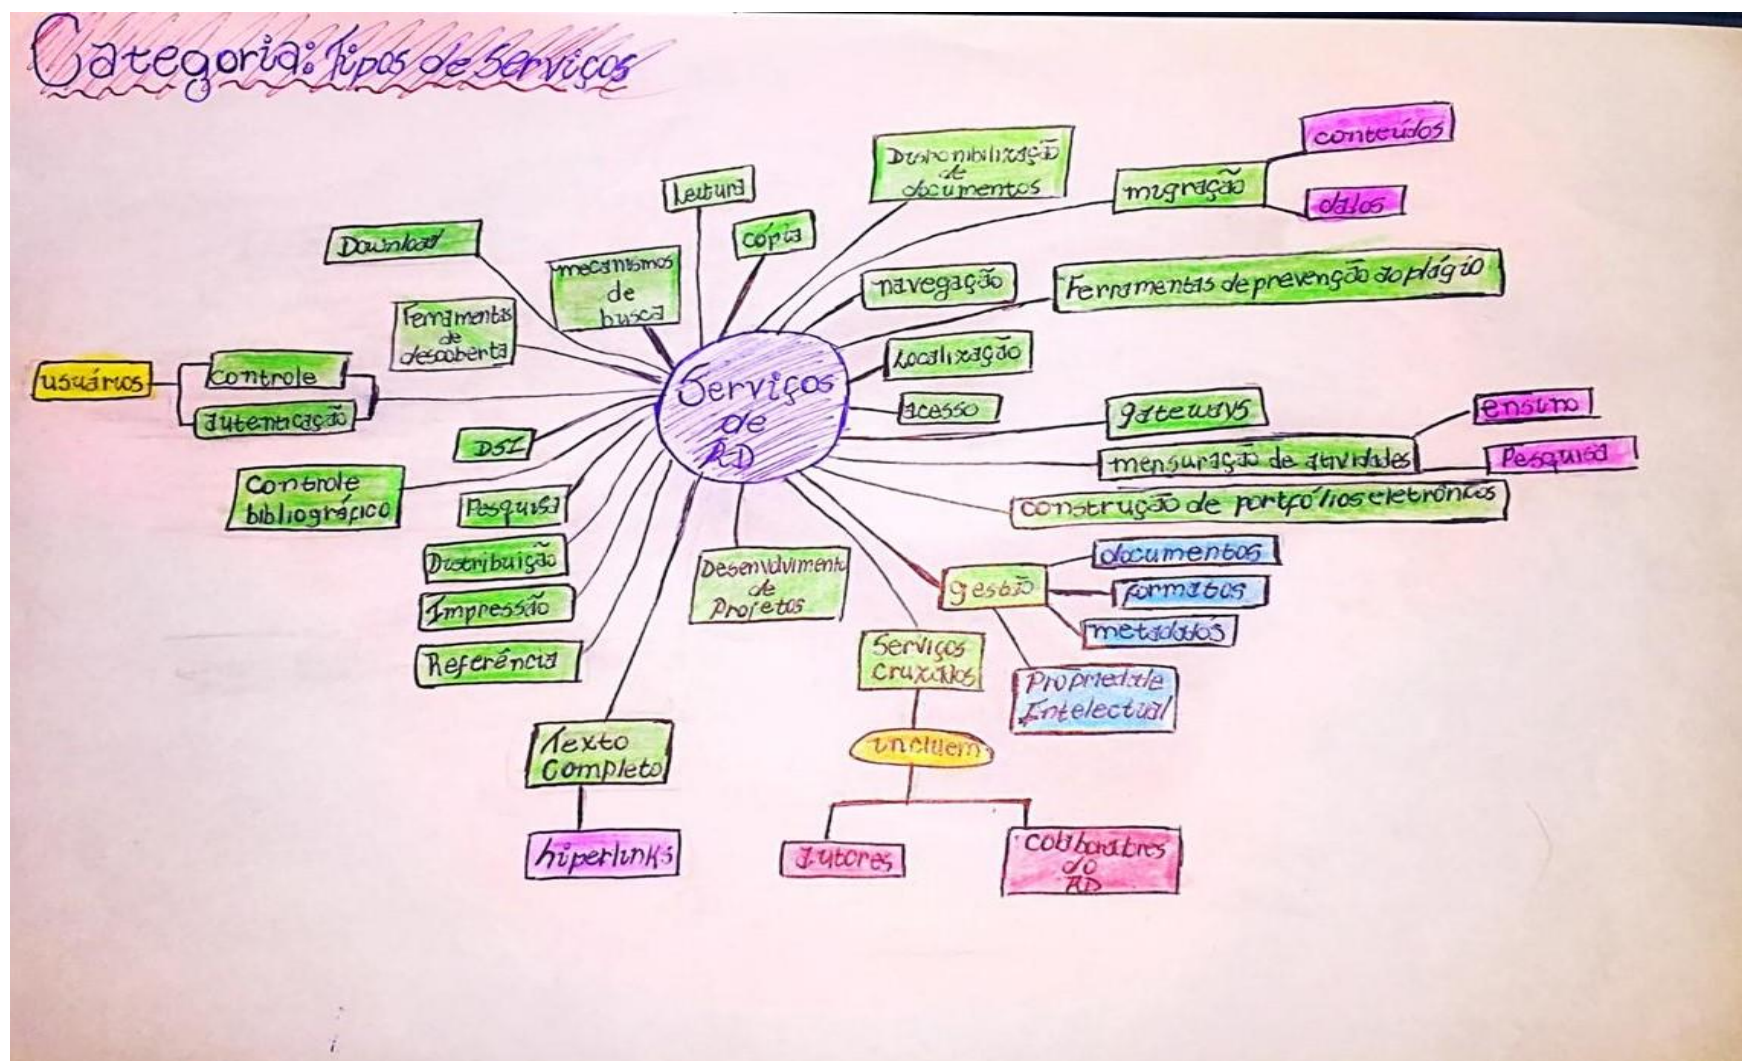 Categoria: Tipos de Serviços
conteúdos
Disponibilização
de
documentos
migração
dados
Leitura
cópia
Download
mecanismos
de
busca
navegação
Ferramentas de prevenção ao plágio
Ferramentas
de
descoberta
Localização
usuários
controle
autenticação
Serviços
de
RD
acesso
gateways
ensino
DSI
mensuração de atividades
Pesquisa
Controle
bibliográfico
Pesquisa
construção de portfólios eletrônicos
Distribuição
Desenvolvimento
de
Projetos
gestão
documentos
formatos
metadados
Impressão
Referência
Serviços
Cruzados
Propriedade
Intelectual
Texto
Completo
incluem
hiperlinks
autores
colaboradores
do
RD